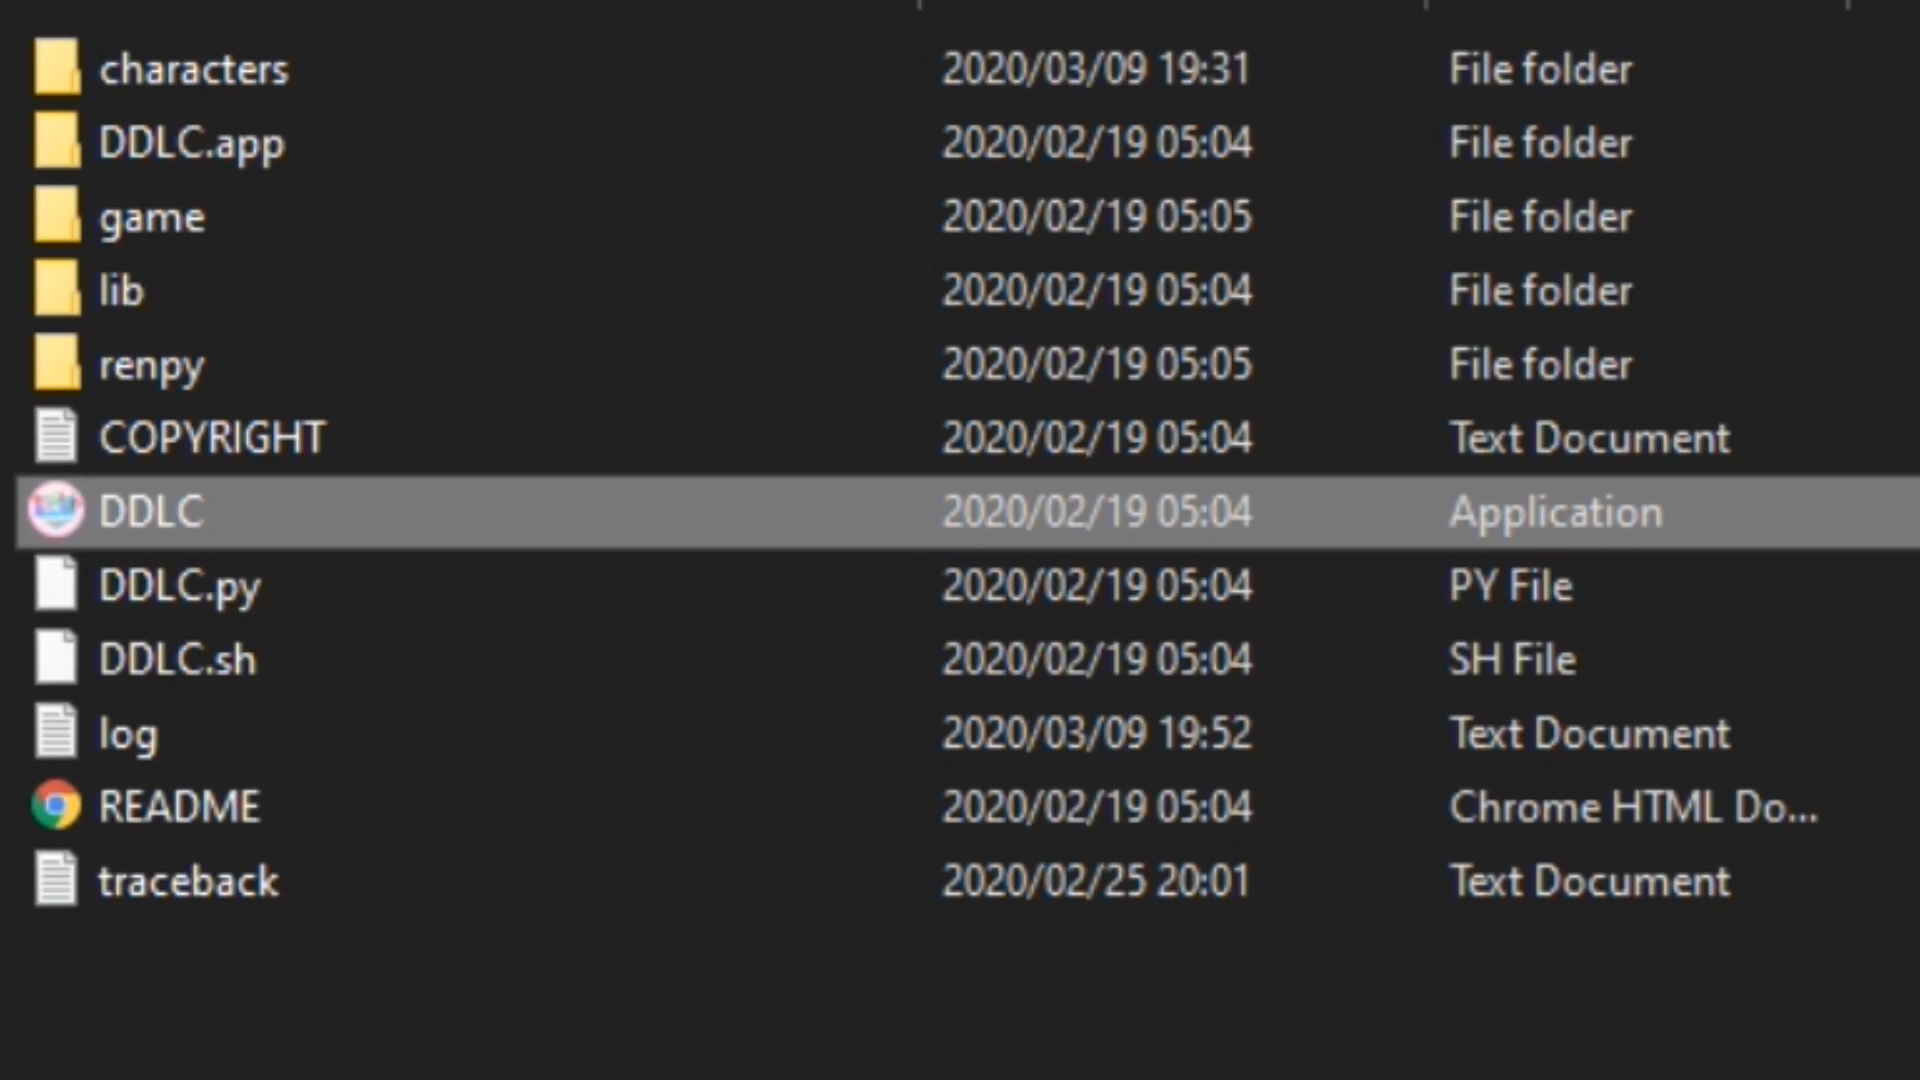 characters 2020/03/09 19:31 File folder
DDLC.app 2020/02/19 05:04 File folder
game 2020/02/19 05:05 File folder
lib 2020/02/19 05:04 File folder
renpy 2020/02/19 05:05 File folder
COPYRIGHT 2020/02/19 05:04 Text Document
DDLC 2020/02/19 05:04 Application
DDLC.py 2020/02/19 05:04 PY File
DDLC.sh 2020/02/19 05:04 SH File
log 2020/03/09 19:52 Text Document
README 2020/02/19 05:04 Chrome HTML Do...
traceback 2020/02/25 20:01 Text Document